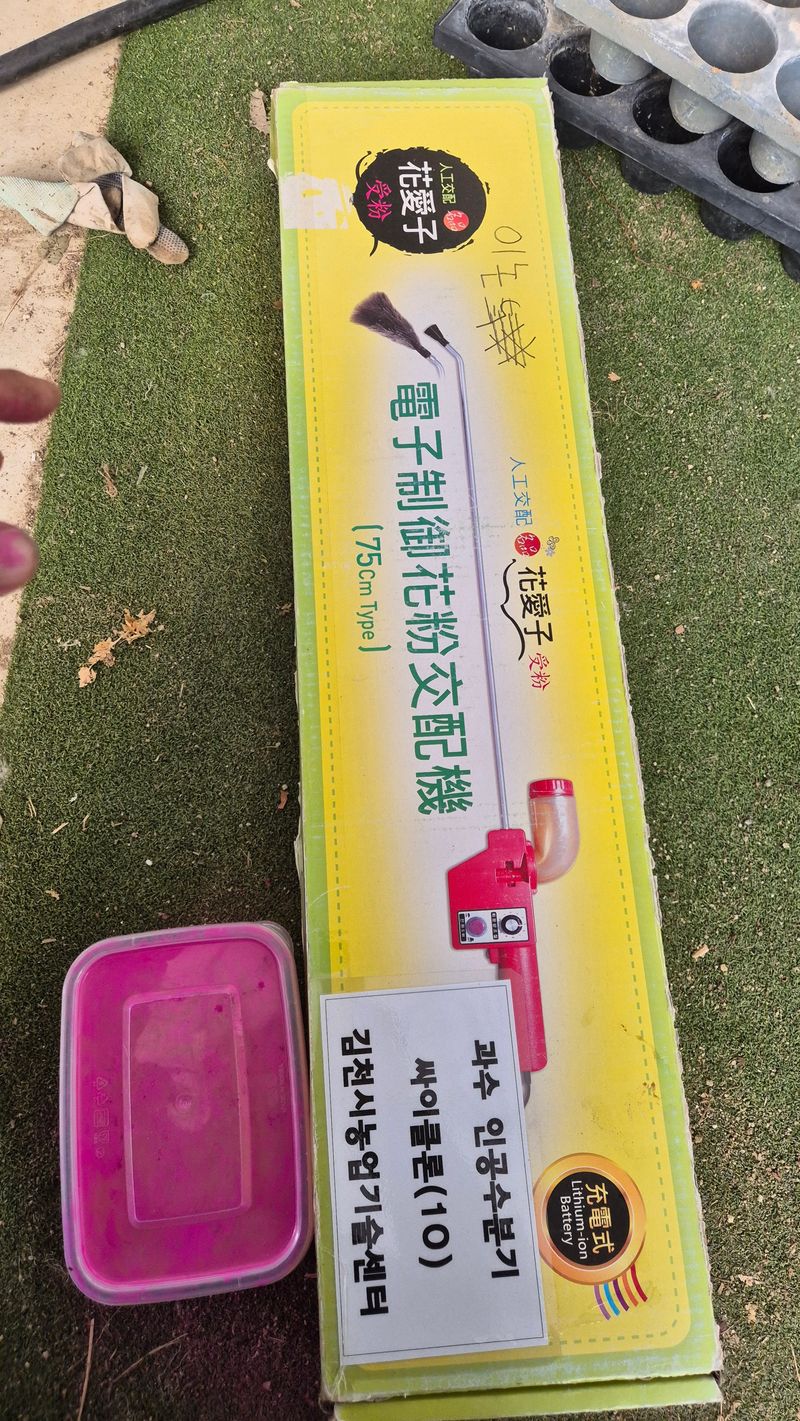 人工交配
花愛子
受粉
人工交配
花愛子
受粉
電子制御花粉交配機
(75cm Type)
과수 인공수분기
싸이클론(10)
김천시농업기술센터
充電式
Lithium-ion
Battery